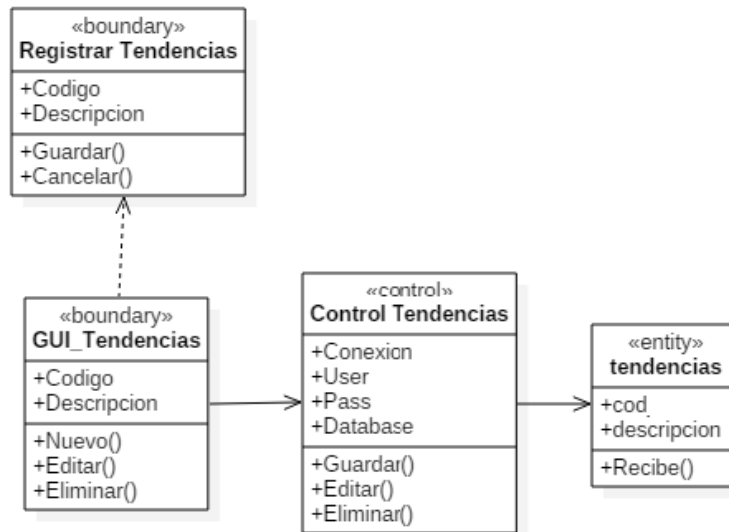 «boundary»
Registrar Tendencias
+Codigo
+Descripcion
+Guardar()
+Cancelar()
«boundary»
GUI_Tendencias
+Codigo
+Descripcion
+Nuevo()
+Editar()
+Eliminar()
«control»
Control Tendencias
+Conexion
+User
+Pass
+Database
+Guardar()
+Editar()
+Eliminar()
«entity»
tendencias
+cod_
+descripcion
+Recibe()